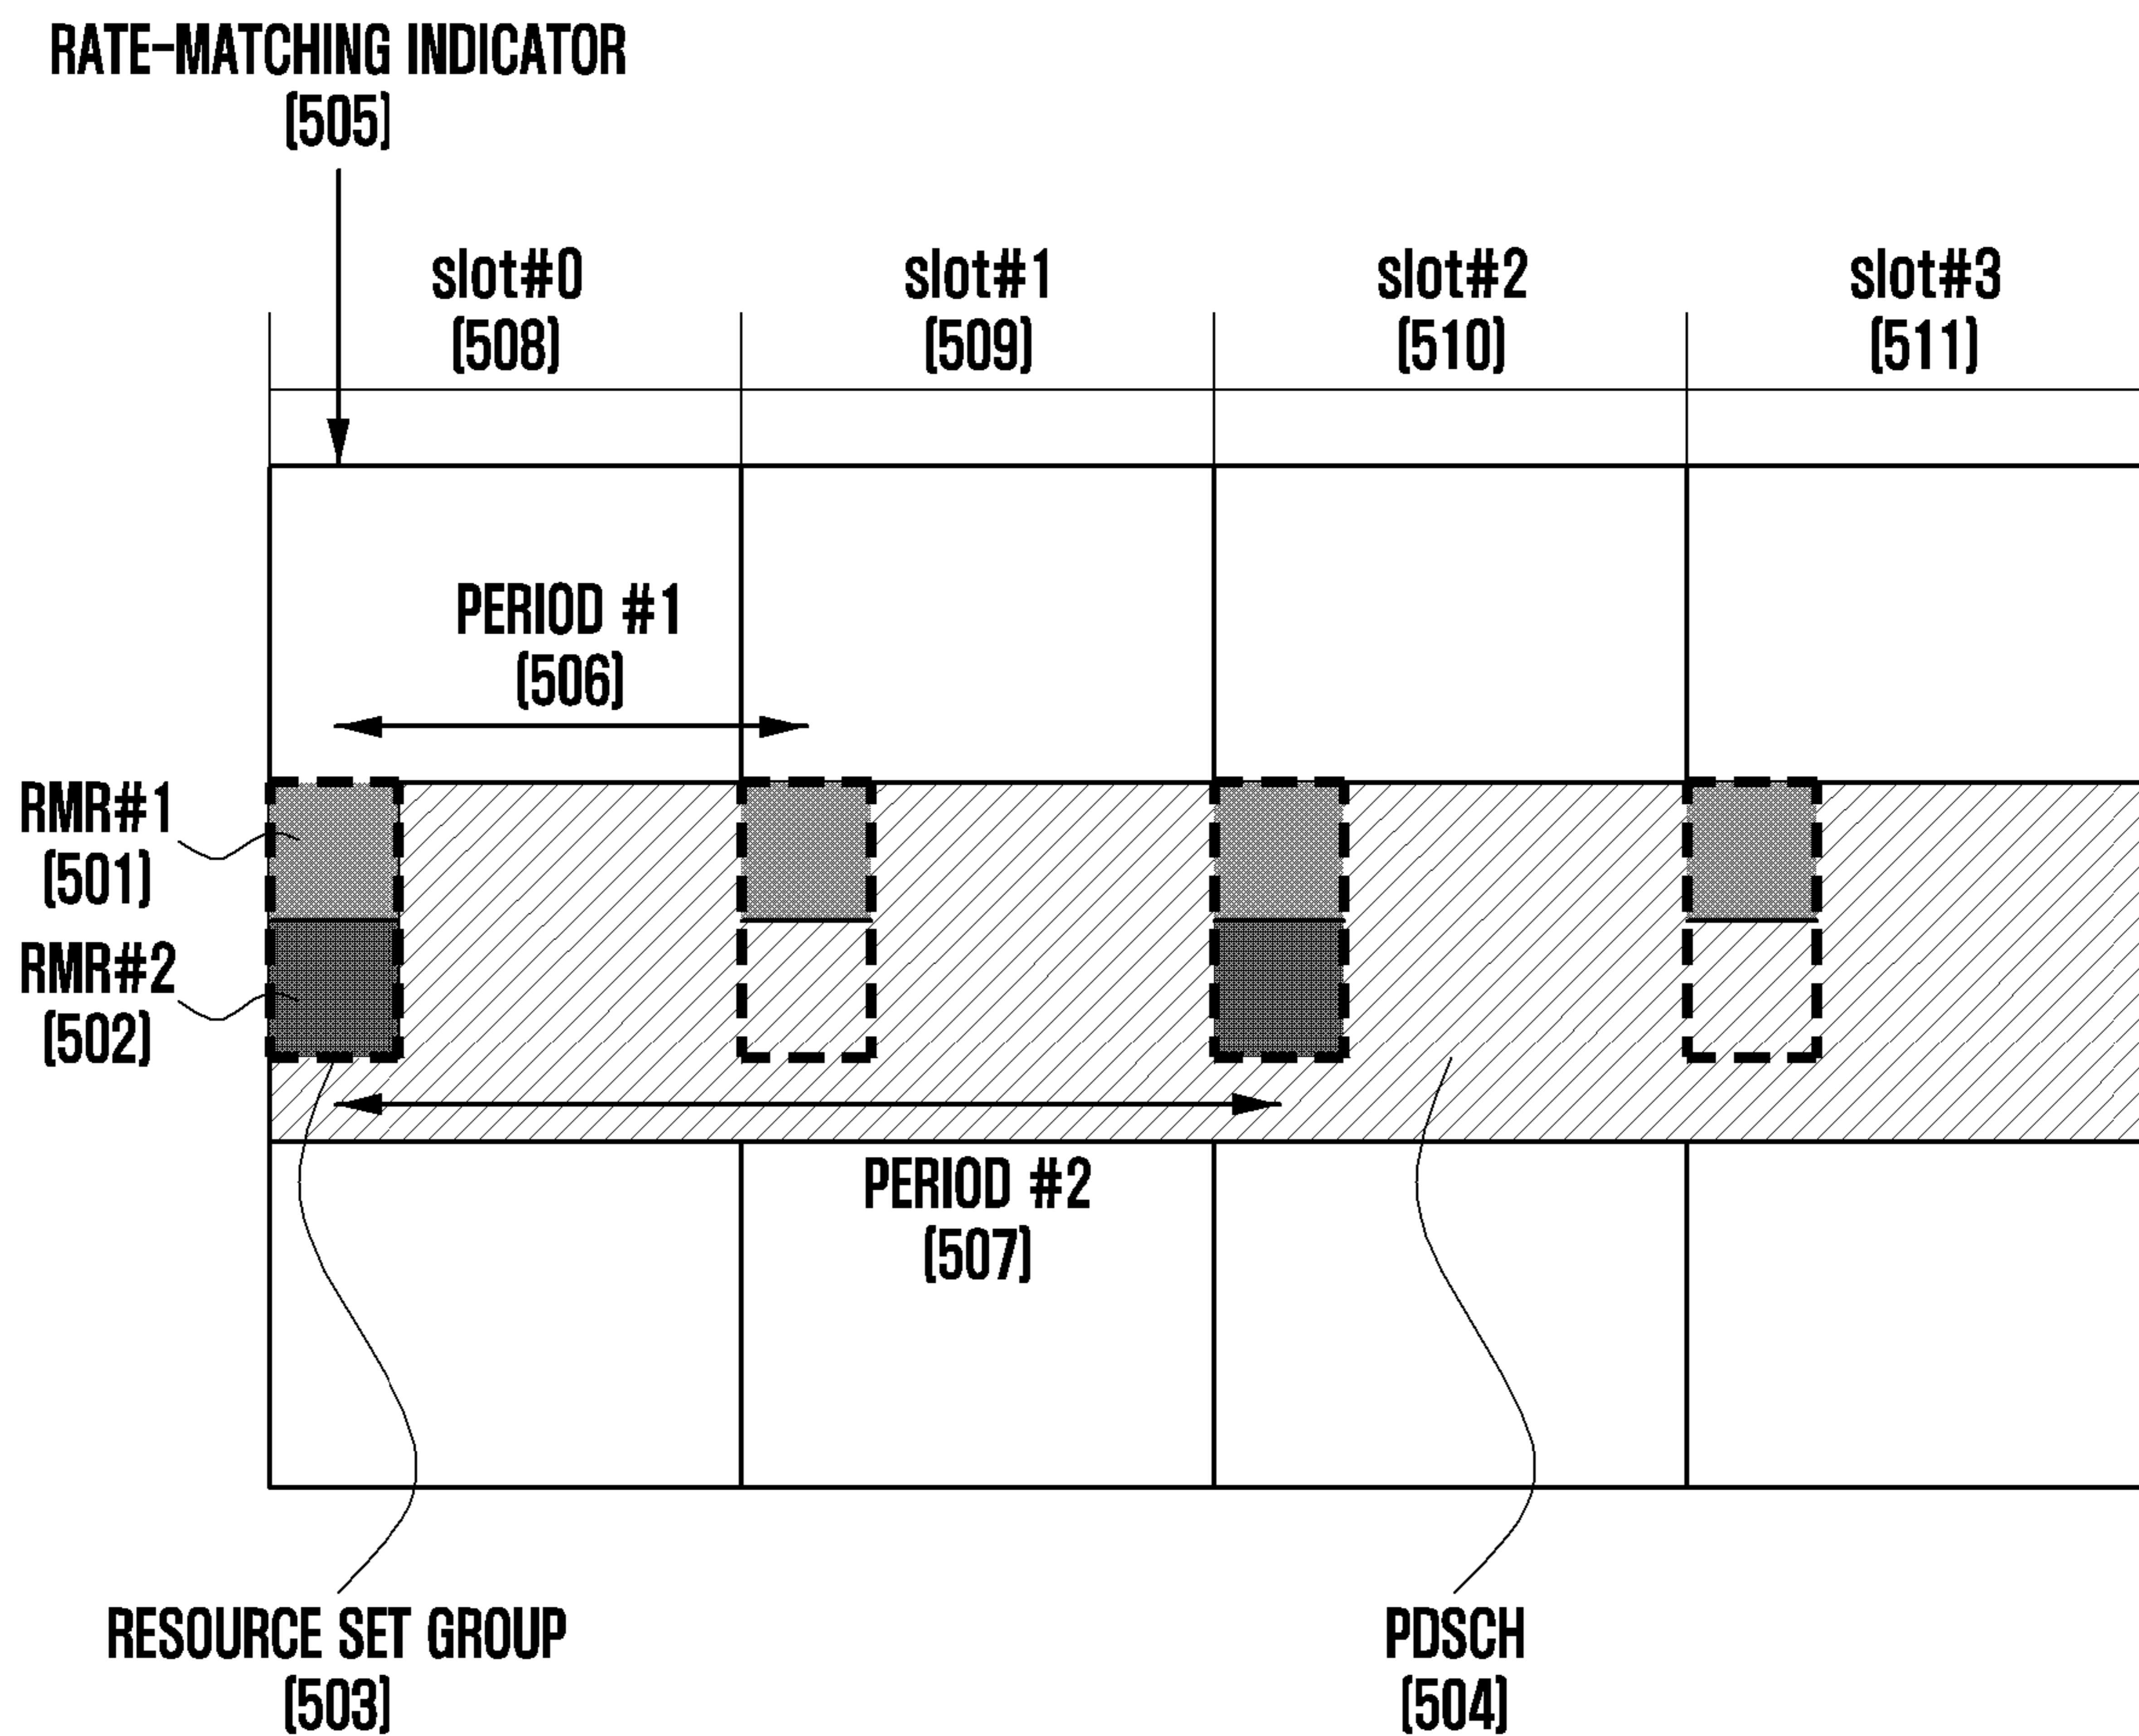 RATE-MATCHING INDICATOR
(505)
slot#0
(508)
slot#1
(509)
slot#2
(510)
slot#3
(511)
PERIOD #1
(506)
RMR#1
(501)
RMR#2
(502)
PERIOD #2
(507)
RESOURCE SET GROUP
(503)
PDSCH
(504)